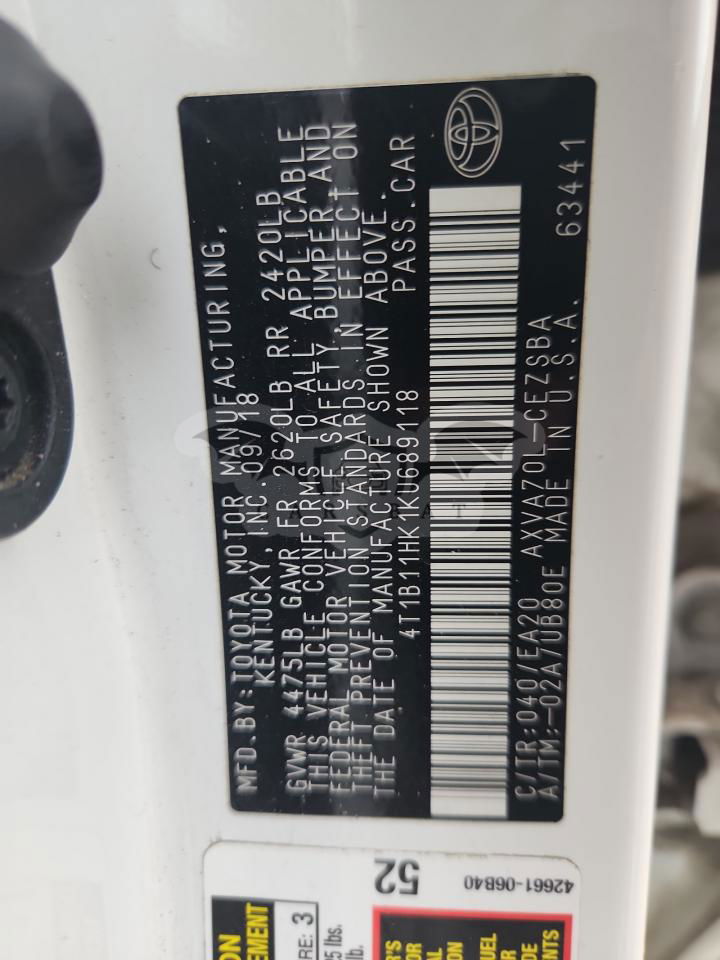 MFD.BY:TOYOTA MOTOR MANUFACTURING,
KENTUCKY, INC. 09/18
GVWR 4475LB GAWR FR 2620LB RR 2420LB
THIS VEHICLE CONFORMS TO ALL APPLICABLE
FEDERAL MOTOR VEHICLE SAFETY, BUMPER, AND
THEFT PREVENTION STANDARDS IN EFFECT ON
THE DATE OF MANUFACTURE SHOWN ABOVE.
4T1B11HK1KU689118 PASS.CAR
C/TR:040/EA20 AXVA70L-CEZSBA
A/TM:-02A/UB80E MADE IN U.S.A. 63441
52
42661-06B40